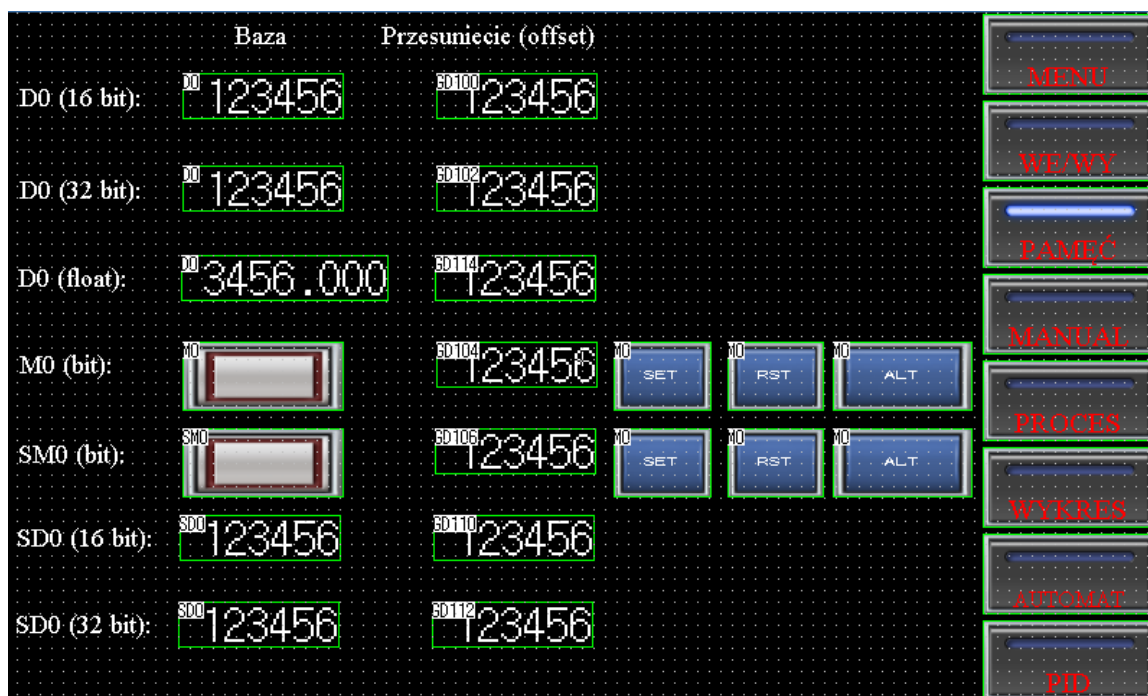 Baza Przesuniecie (offset)
MENU
D0 (16 bit): D0 123456 GD100 123456
WE/WY
D0 (32 bit): D0 123456 GD102 123456
PAMĘĆ
D0 (float): D0 3456.000 GD114 123456
MANUAL
M0 (bit): M0 GD104 123456 M0 SET M0 RST M0 ALT
PROCES
SM0 (bit): SM0 GD106 123456 M0 SET M0 RST M0 ALT
WYKRES
SD0 (16 bit): SD0 123456 GD110 123456
AUTOMAT
SD0 (32 bit): SD0 123456 GD112 123456
PID